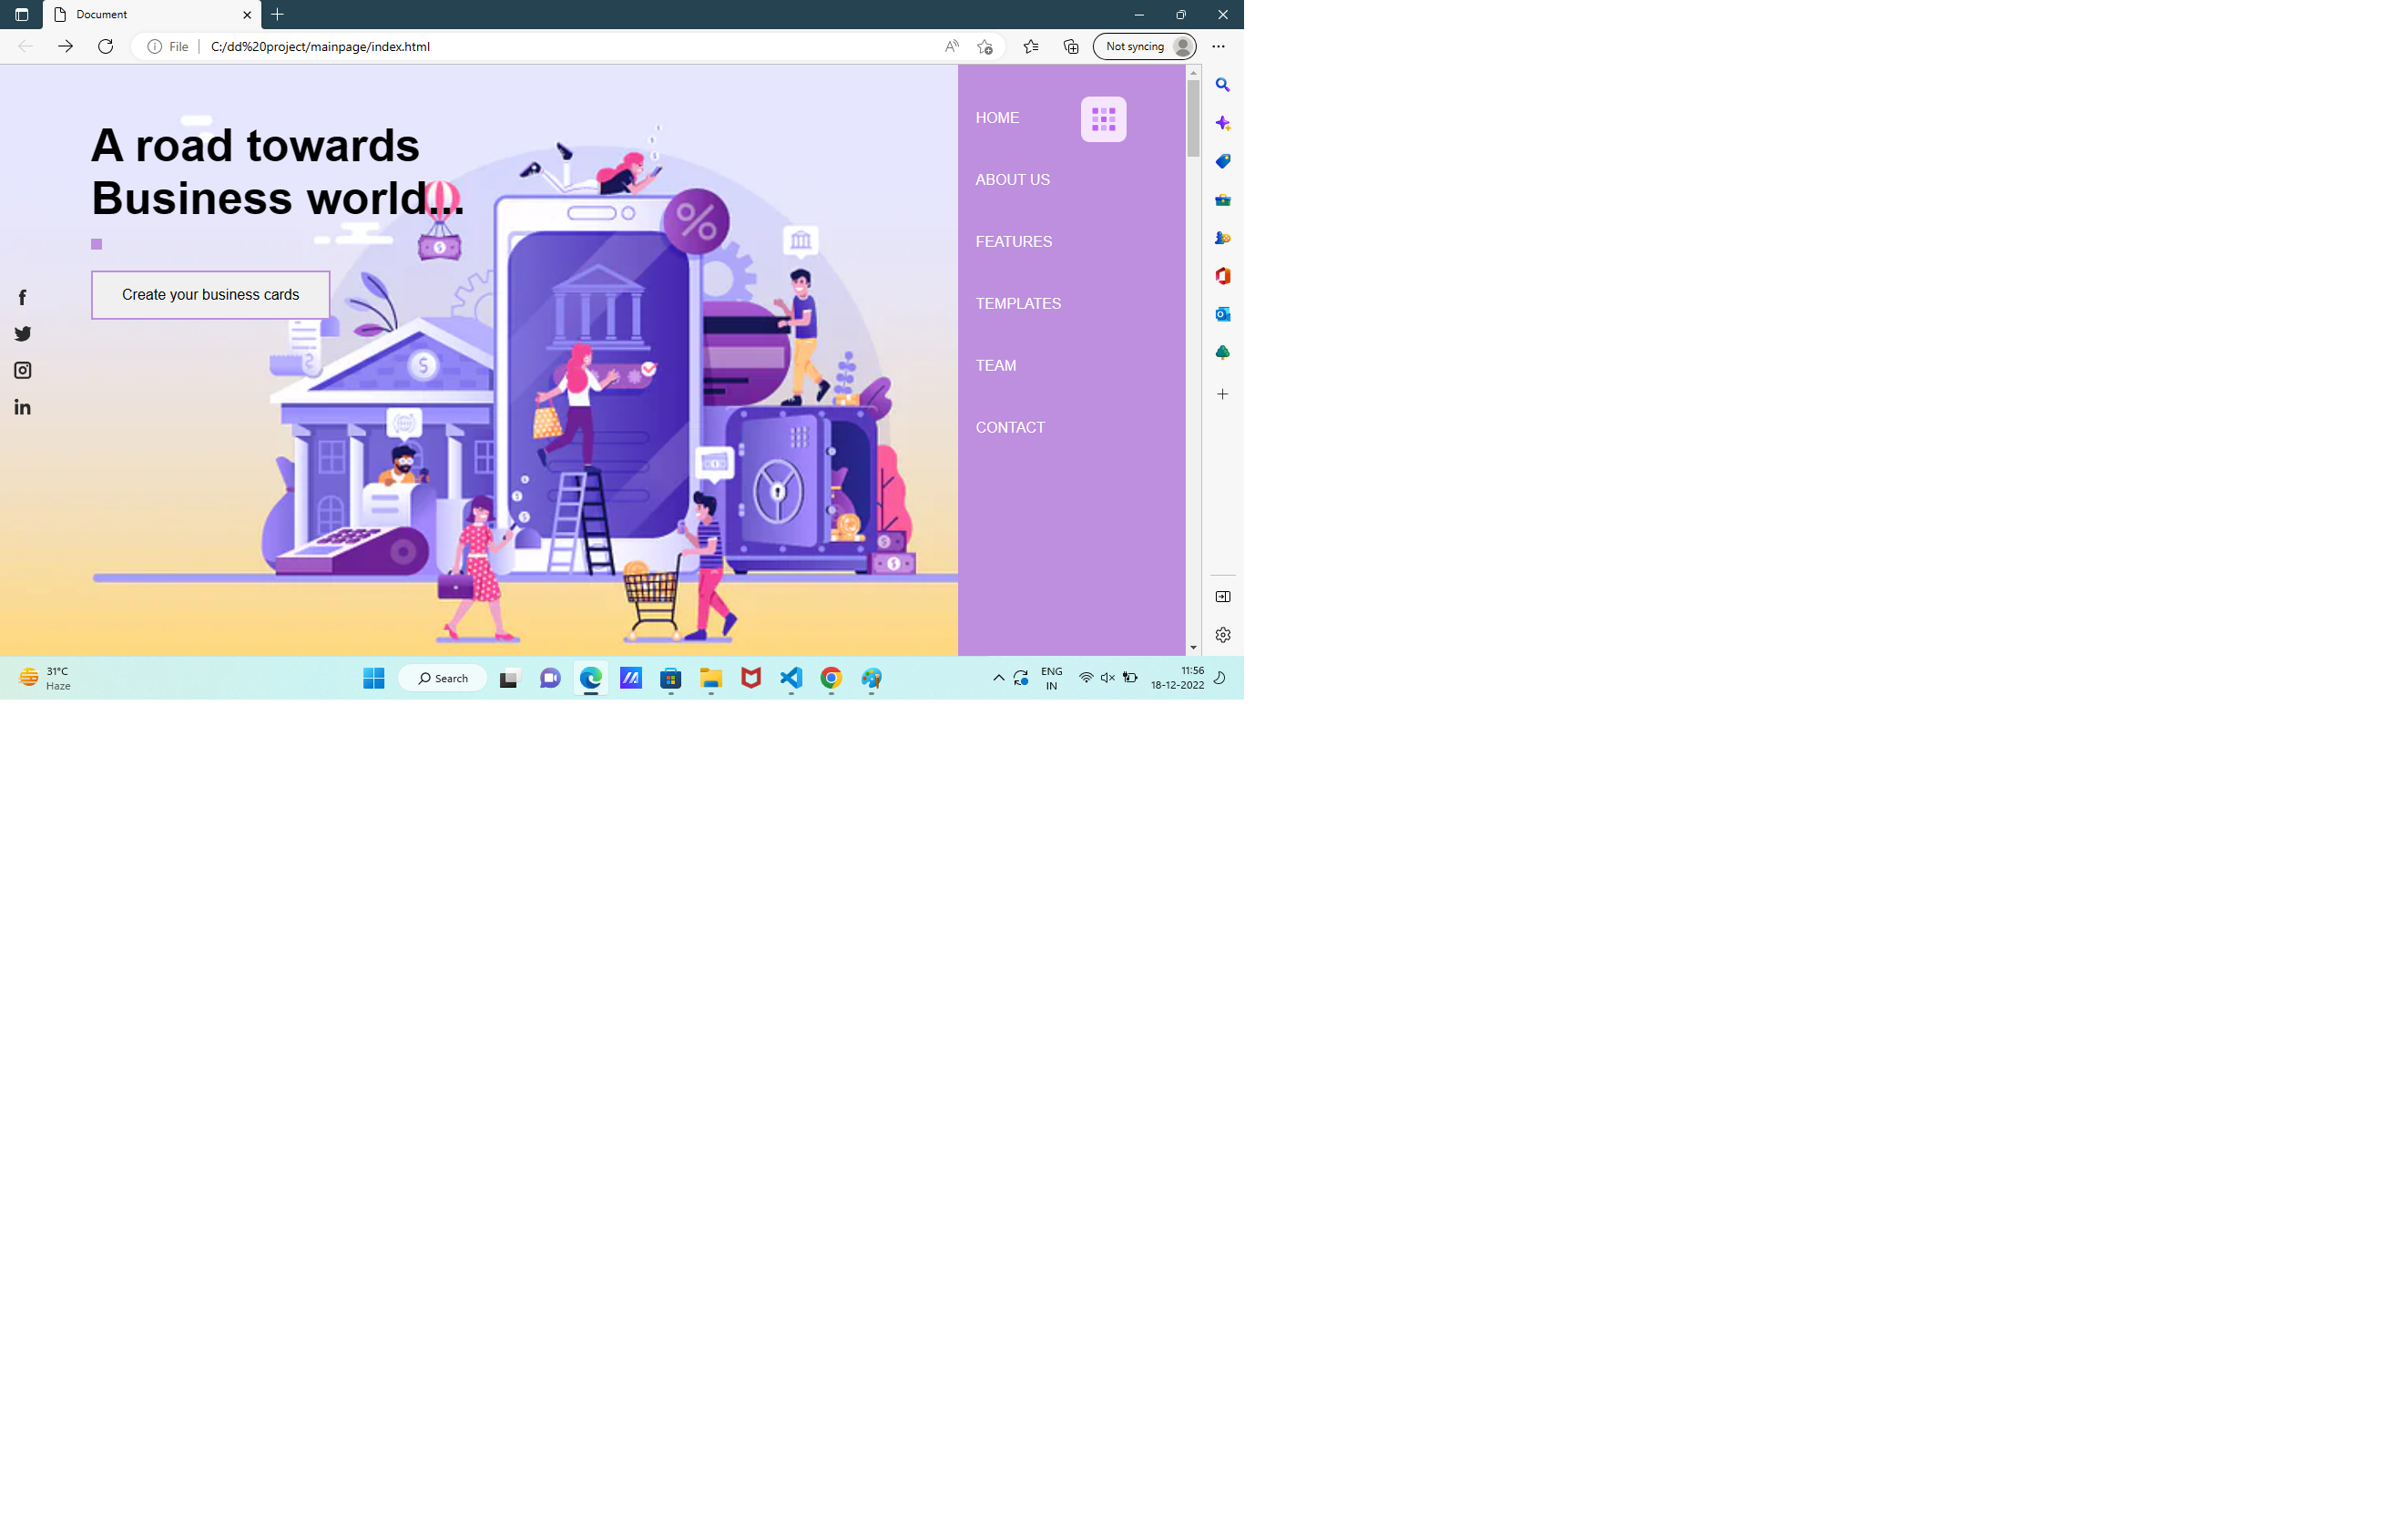 Document
File
C:/dd%20project/mainpage/index.html
Not syncing
A road towards
Business world...
Create your business cards
HOME
ABOUT US
FEATURES
TEMPLATES
TEAM
CONTACT
31°C
Haze
Search
ENG
IN
11:56
18-12-2022